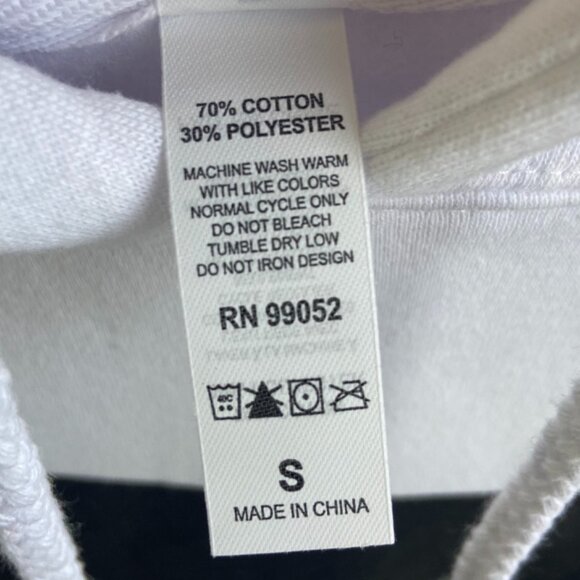 70% COTTON
30% POLYESTER
MACHINE WASH WARM
WITH LIKE COLORS
NORMAL CYCLE ONLY
DO NOT BLEACH
TUMBLE DRY LOW
DO NOT IRON DESIGN
RN 99052
40C
S
MADE IN CHINA